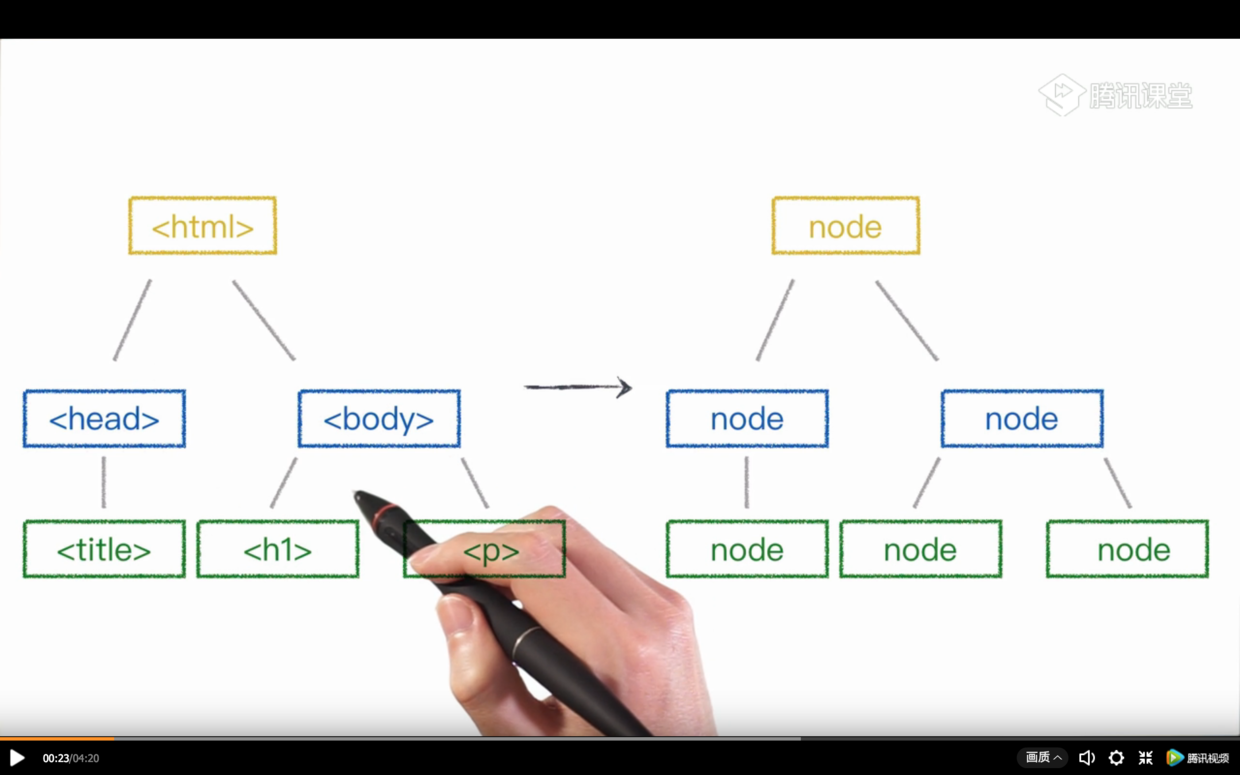 腾讯课堂
<html>
node
<head>
<body>
node
node
<title>
<h1>
<p>
node
node
node
00:23/04:20
画质
腾讯视频